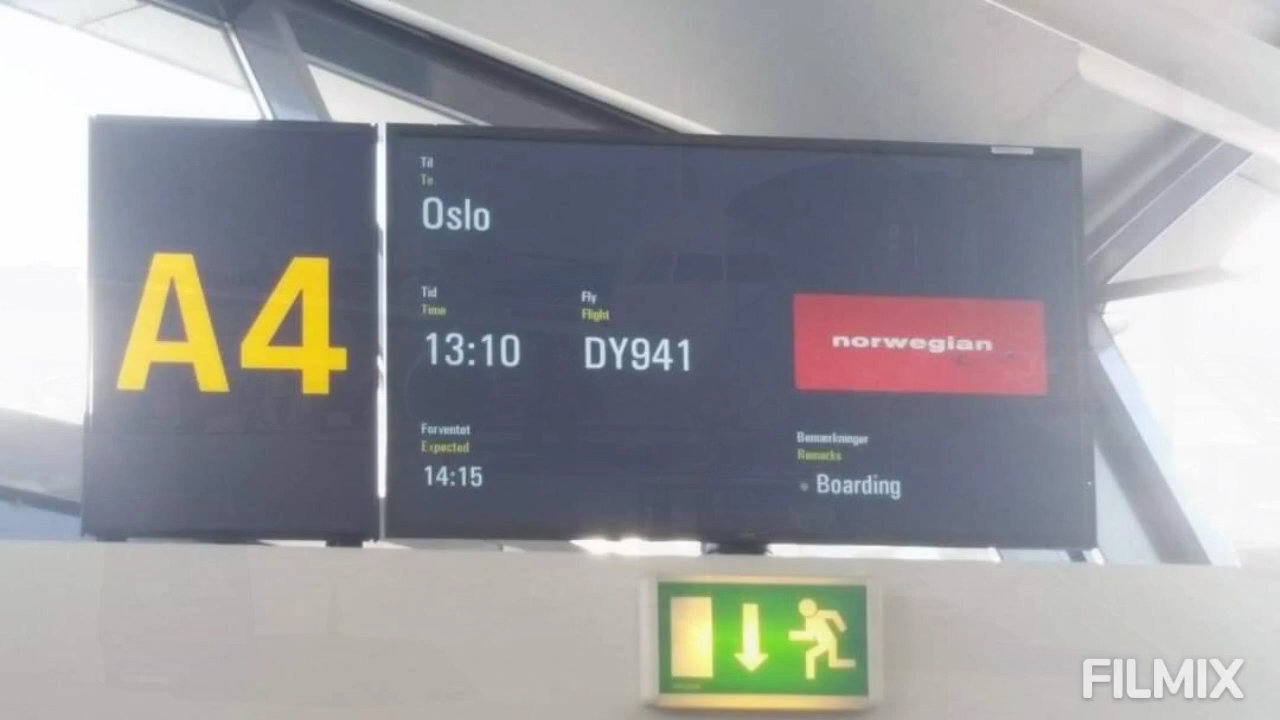 A4
Til
To
Oslo
Tid
Time
13:10
Fly
Flight
DY941
norwegian
Forventet
Expected
14:15
Bemærkninger
Remarks
Boarding
FILMIX